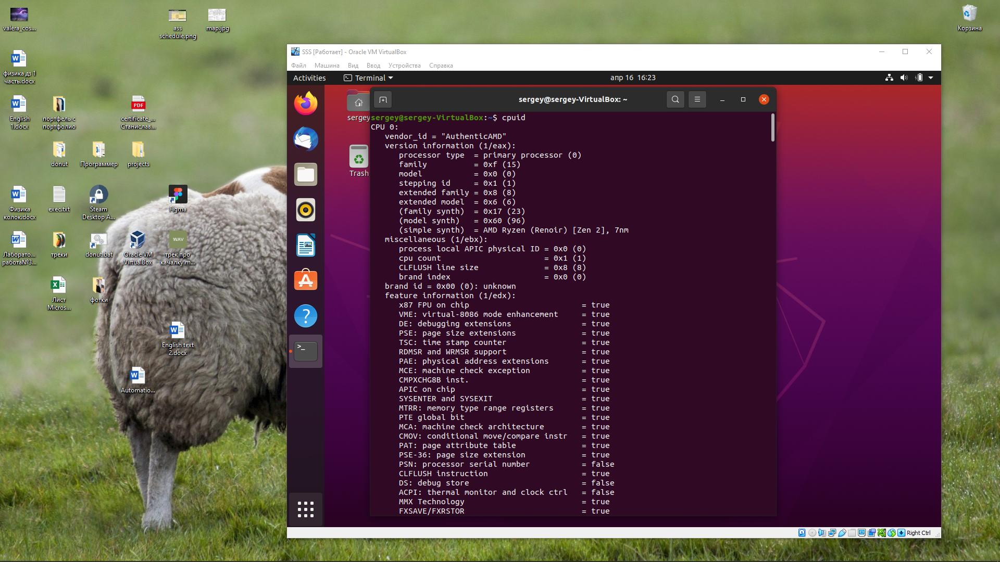 valera_cos...
ass
schedule.png
map.jpg
Корзина
физика дз 1
часть.docx
English
1.docx
портфель с
портфолио
PDF
certificate_...
Станислав...
donut
Программер
projects
Физика
колок.docx
exec.txt
Steam
Desktop A...
Figma
Лаборато...
работа№3...
треки
donut.bat
Oracle VM
VirtualBox
WAV
трек про
качалку.m...
Лист
Micros...
фотки
English text
2.docx
Automatio...
SSS [Работает] - Oracle VM VirtualBox
Файл Машина Вид Ввод Устройства Справка
Activities Terminal апр 16 16:23
sergey
Trash
sergey@sergey-VirtualBox: ~
sergey@sergey-VirtualBox:~$ cpuid
CPU 0:
vendor_id = "AuthenticAMD"
version information (1/eax):
processor type = primary processor (0)
family = 0xf (15)
model = 0x0 (0)
stepping id = 0x1 (1)
extended family = 0x8 (8)
extended model = 0x6 (6)
(family synth) = 0x17 (23)
(model synth) = 0x60 (96)
(simple synth) = AMD Ryzen (Renoir) [Zen 2], 7nm
miscellaneous (1/ebx):
process local APIC physical ID = 0x0 (0)
cpu count = 0x1 (1)
CLFLUSH line size = 0x8 (8)
brand index = 0x0 (0)
brand id = 0x00 (0): unknown
feature information (1/edx):
x87 FPU on chip = true
VME: virtual-8086 mode enhancement = true
DE: debugging extensions = true
PSE: page size extensions = true
TSC: time stamp counter = true
RDMSR and WRMSR support = true
PAE: physical address extensions = true
MCE: machine check exception = true
CMPXCHG8B inst. = true
APIC on chip = true
SYSENTER and SYSEXIT = true
MTRR: memory type range registers = true
PTE global bit = true
MCA: machine check architecture = true
CMOV: conditional move/compare instr = true
PAT: page attribute table = true
PSE-36: page size extension = true
PSN: processor serial number = false
CLFLUSH instruction = true
DS: debug store = false
ACPI: thermal monitor and clock ctrl = false
MMX Technology = true
FXSAVE/FXRSTOR = true
Right Ctrl